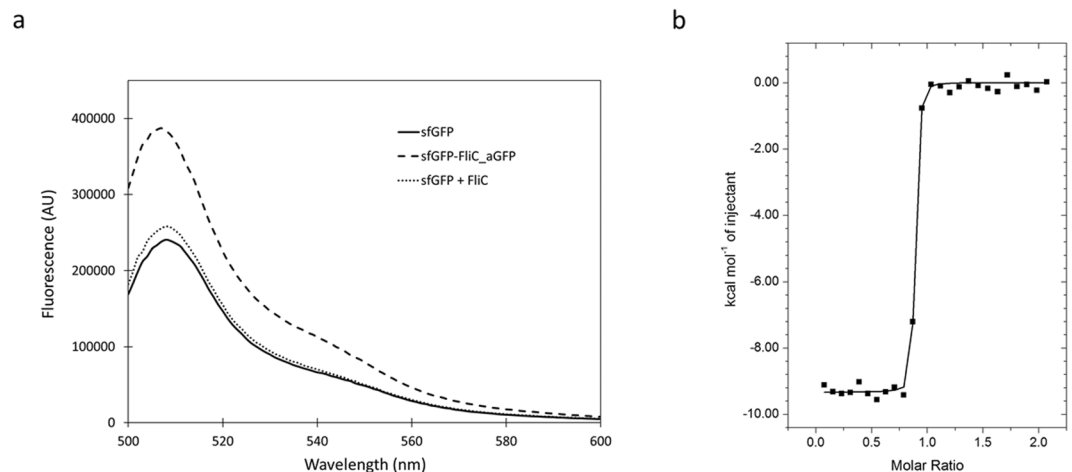 a
b
Fluorescence (AU)
400000
300000
200000
100000
0
500
520
540
560
580
600
Wavelength (nm)
sfGFP
sfGFP-FliC_aGFP
sfGFP + FliC
kcal mol⁻¹ of injectant
0.00
-2.00
-4.00
-6.00
-8.00
-10.00
0.0
0.5
1.0
1.5
2.0
Molar Ratio